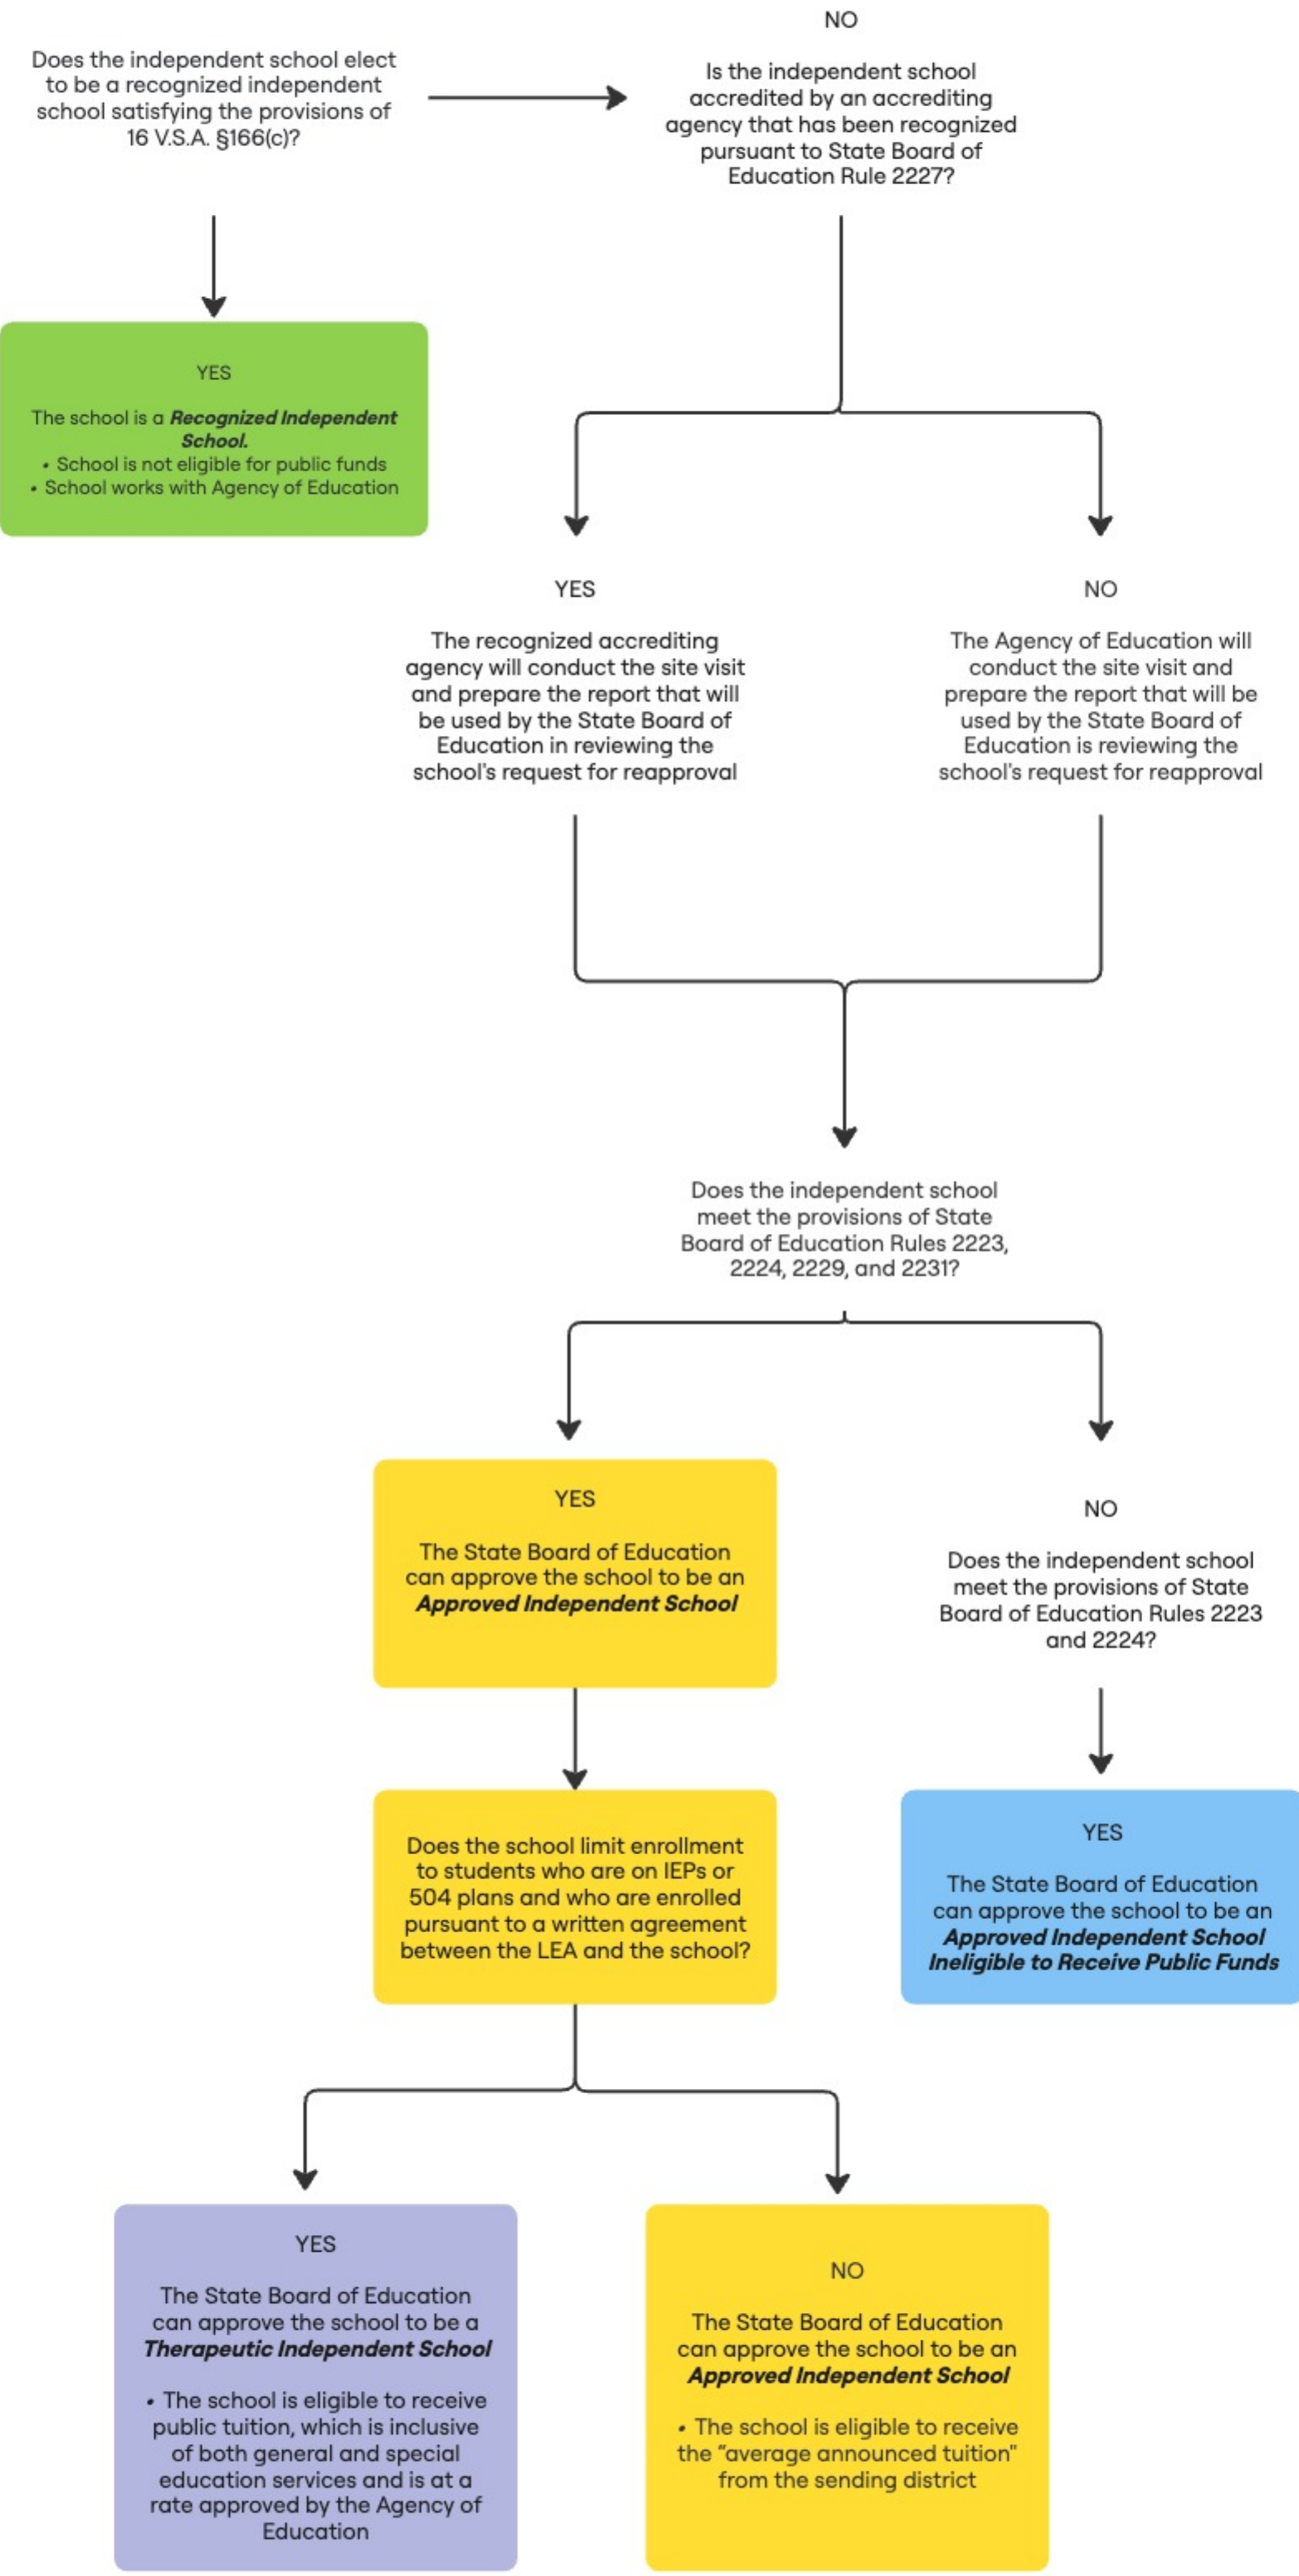 Does the independent school elect
to be a recognized independent
school satisfying the provisions of
16 V.S.A. §166(c)?
NO
Is the independent school
accredited by an accrediting
agency that has been recognized
pursuant to State Board of
Education Rule 2227?
YES
The school is a Recognized Independent
School.
• School is not eligible for public funds
• School works with Agency of Education
YES
The recognized accrediting
agency will conduct the site visit
and prepare the report that will
be used by the State Board of
Education in reviewing the
school's request for reapproval
NO
The Agency of Education will
conduct the site visit and
prepare the report that will be
used by the State Board of
Education is reviewing the
school's request for reapproval
Does the independent school
meet the provisions of State
Board of Education Rules 2223,
2224, 2229, and 2231?
YES
The State Board of Education
can approve the school to be an
Approved Independent School
NO
Does the independent school
meet the provisions of State
Board of Education Rules 2223
and 2224?
Does the school limit enrollment
to students who are on IEPs or
504 plans and who are enrolled
pursuant to a written agreement
between the LEA and the school?
YES
The State Board of Education
can approve the school to be an
Approved Independent School
Ineligible to Receive Public Funds
YES
The State Board of Education
can approve the school to be a
Therapeutic Independent School
• The school is eligible to receive
public tuition, which is inclusive
of both general and special
education services and is at a
rate approved by the Agency of
Education
NO
The State Board of Education
can approve the school to be an
Approved Independent School
• The school is eligible to receive
the “average announced tuition"
from the sending district